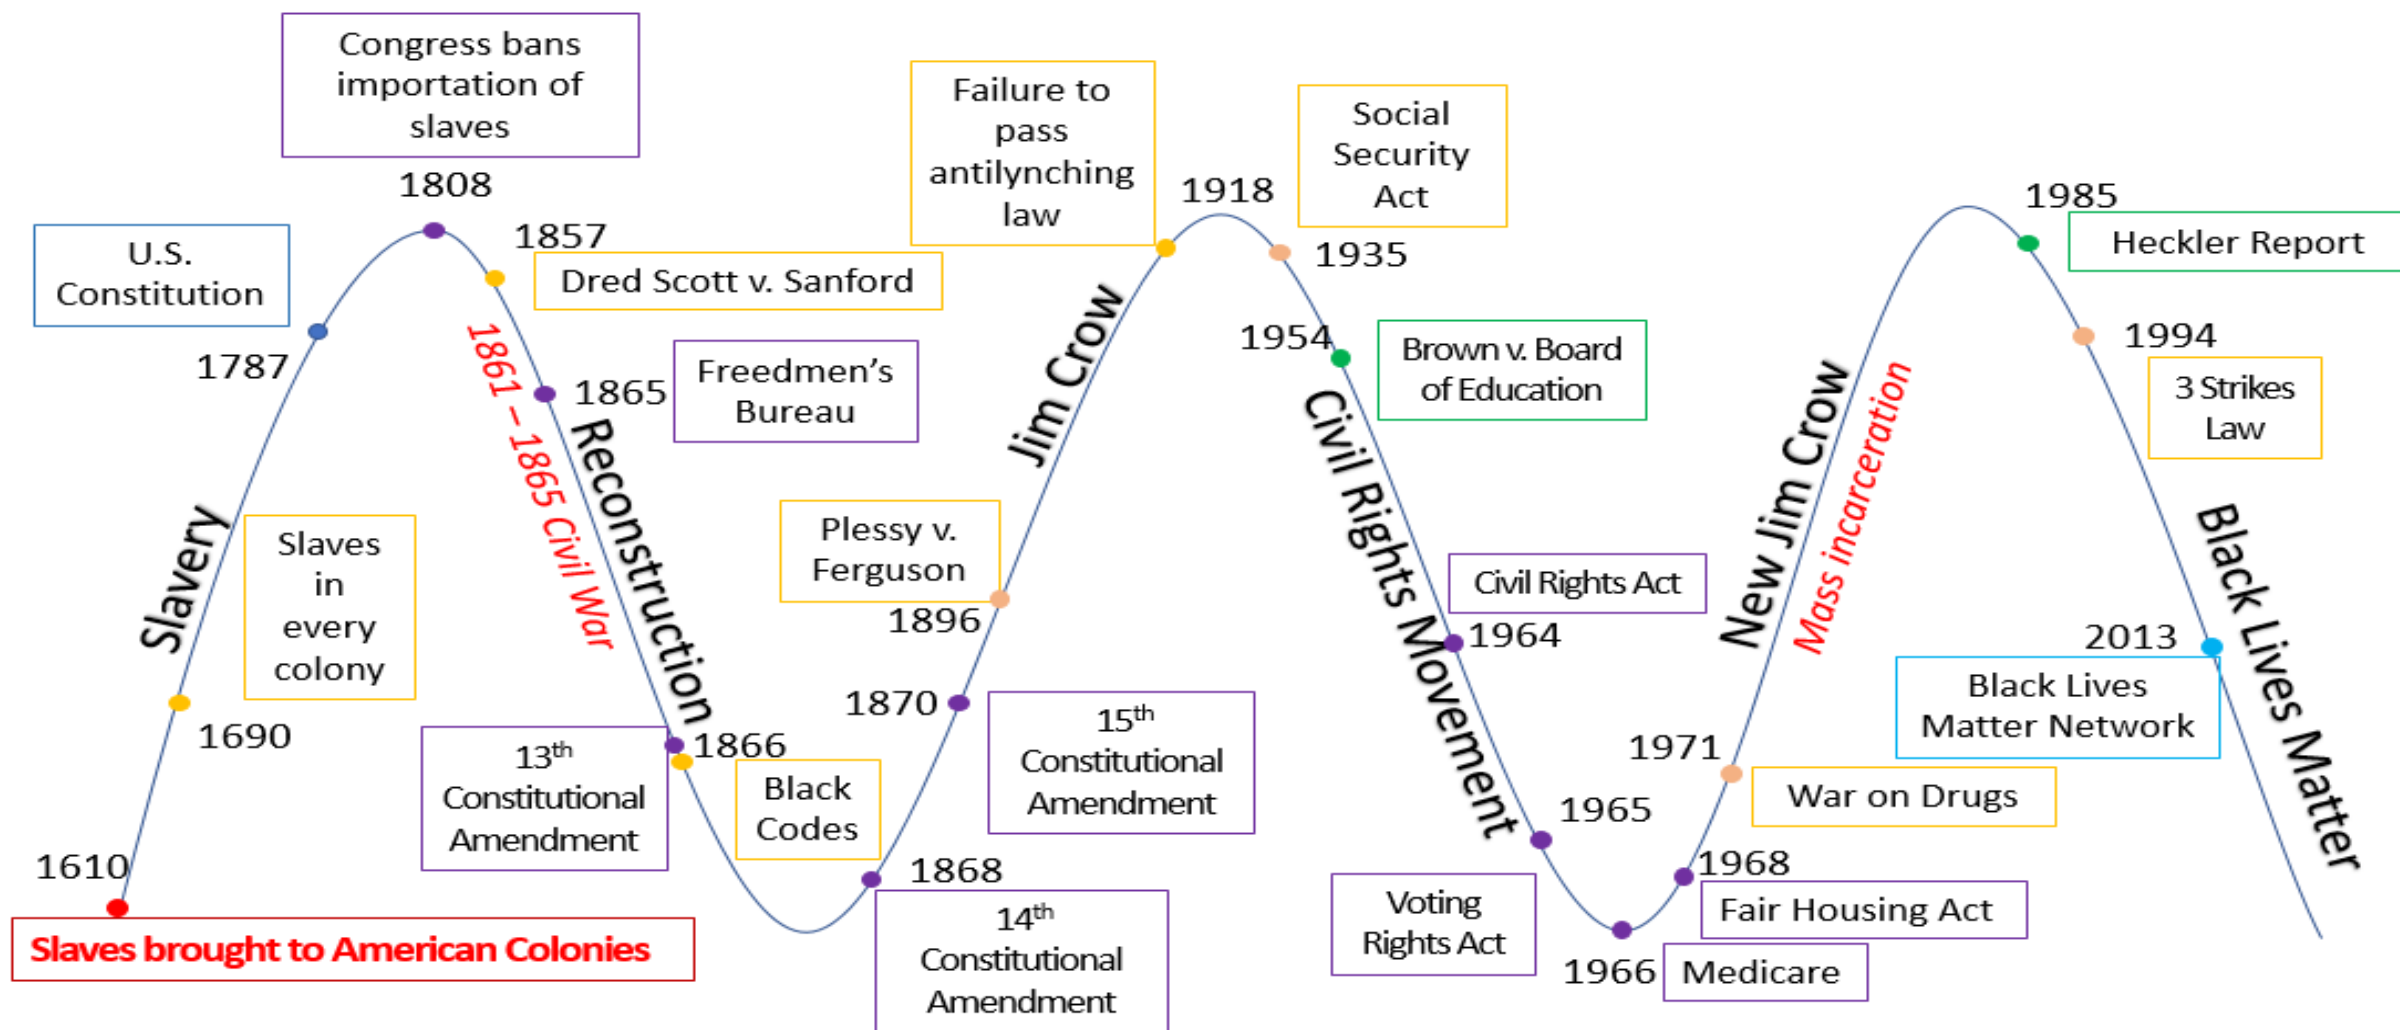 Congress bans
importation of
slaves
1808
U.S.
Constitution
1787
1857
Dred Scott v. Sanford
1861 – 1865 Civil War
1865
Freedmen's
Bureau
Reconstruction
Slavery
Slaves
in
every
colony
1690
1610
Slaves brought to American Colonies
13th
Constitutional
Amendment
1866
Black
Codes
1868
14th
Constitutional
Amendment
1870
15th
Constitutional
Amendment
Plessy v.
Ferguson
1896
Jim Crow
Failure to
pass
antilynching
law
1918
Social
Security
Act
1935
1954
Brown v. Board
of Education
Civil Rights Movement
Civil Rights Act
1964
1965
Voting
Rights Act
1966
Medicare
1968
Fair Housing Act
1971
War on Drugs
New Jim Crow
Mass incarceration
1985
Heckler Report
1994
3 Strikes
Law
2013
Black Lives
Matter Network
Black Lives Matter